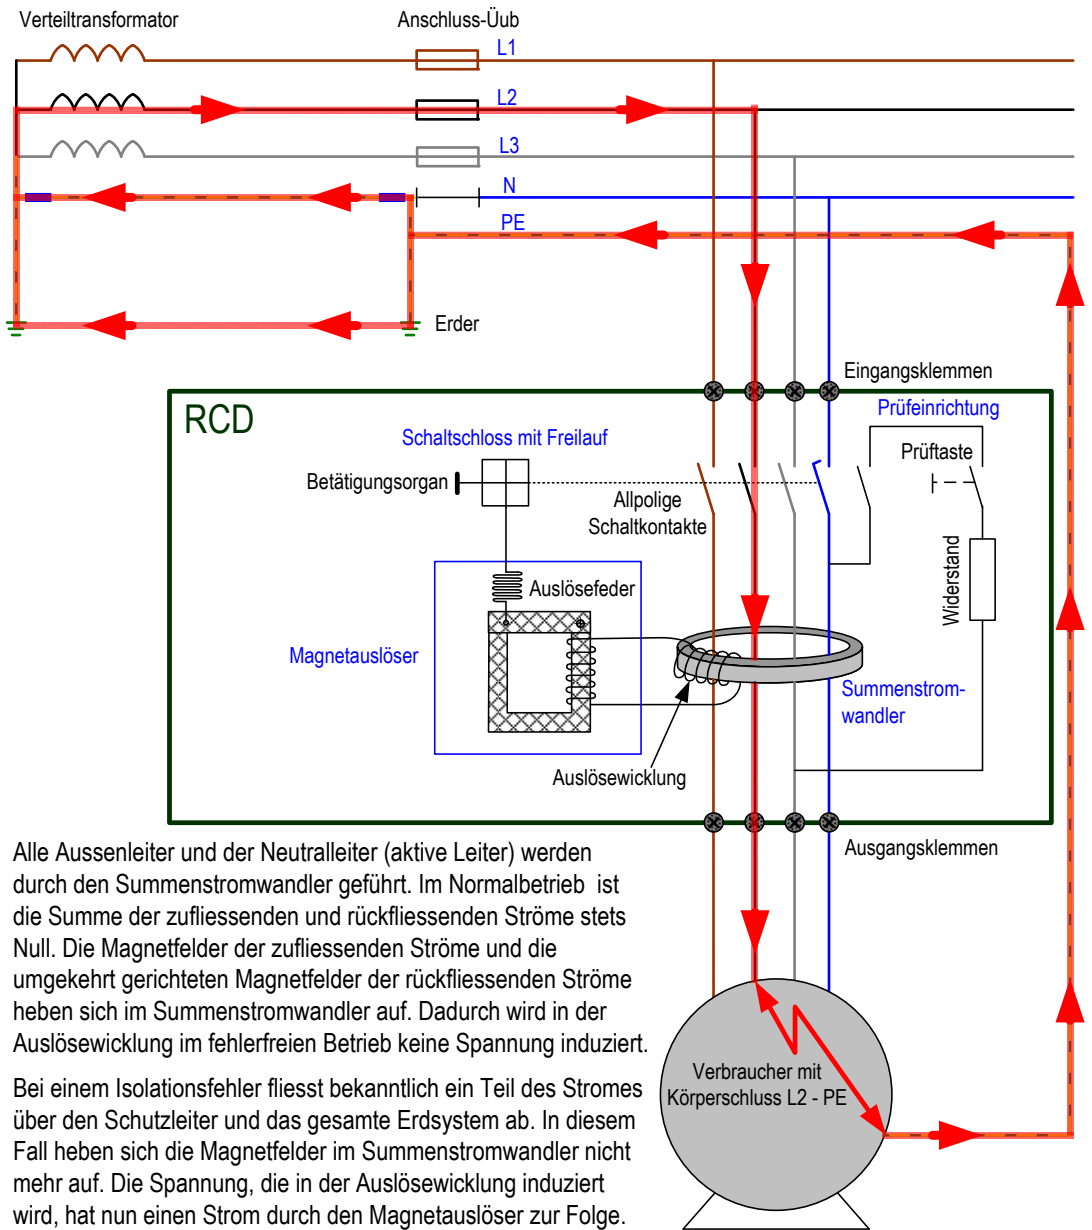 Verteiltransformator
Anschluss-Üub
L1
L2
L3
N
PE
Erder
Eingangsklemmen
RCD
Prüfeinrichtung
Schaltschloss mit Freilauf
Prüftaste
Betätigungsorgan
Allpolige
Schaltkontakte
Widerstand
Auslösefeder
Magnetauslöser
Summenstrom-
wandler
Auslösewicklung
Ausgangsklemmen
Alle Aussenleiter und der Neutralleiter (aktive Leiter) werden
durch den Summenstromwandler geführt. Im Normalbetrieb ist
die Summe der zufliessenden und rückfliessenden Ströme stets
Null. Die Magnetfelder der zufliessenden Ströme und die
umgekehrt gerichteten Magnetfelder der rückfliessenden Ströme
heben sich im Summenstromwandler auf. Dadurch wird in der
Auslösewicklung im fehlerfreien Betrieb keine Spannung induziert.
Bei einem Isolationsfehler fliesst bekanntlich ein Teil des Stromes
über den Schutzleiter und das gesamte Erdsystem ab. In diesem
Fall heben sich die Magnetfelder im Summenstromwandler nicht
mehr auf. Die Spannung, die in der Auslösewicklung induziert
wird, hat nun einen Strom durch den Magnetauslöser zur Folge.
Verbraucher mit
Körperschluss L2 - PE